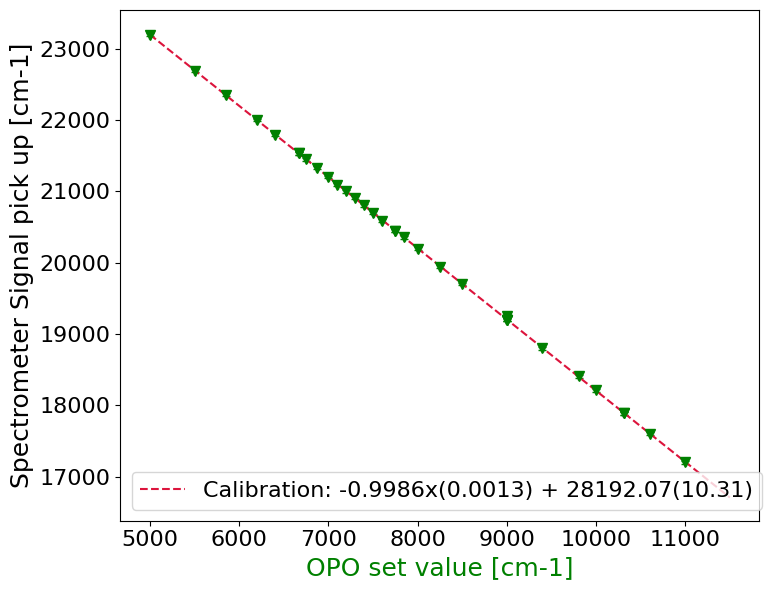 Spectrometer Signal pick up [cm-1]
23000
22000
21000
20000
19000
18000
17000
Calibration: -0.9986x(0.0013) + 28192.07(10.31)
5000 6000 7000 8000 9000 10000 11000
OPO set value [cm-1]